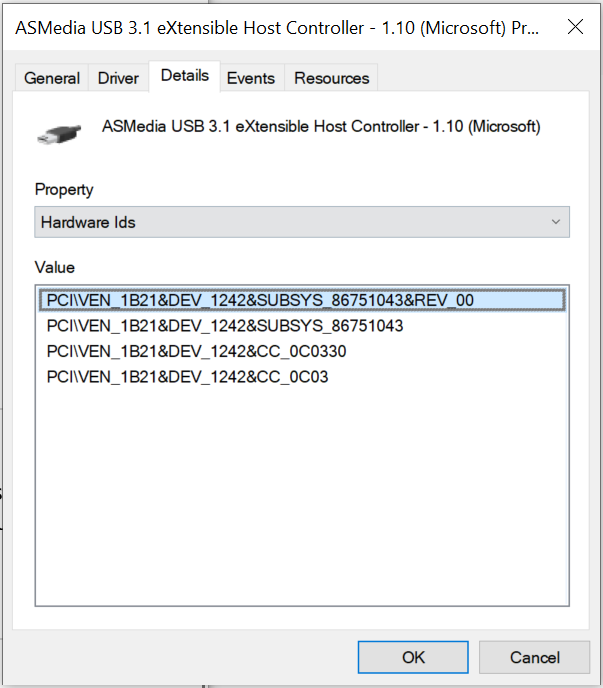 ASMedia USB 3.1 eXtensible Host Controller - 1.10 (Microsoft) Pr...
General Driver Details Events Resources
ASMedia USB 3.1 eXtensible Host Controller - 1.10 (Microsoft)
Property
Hardware Ids
Value
PCI\VEN_1B21&DEV_1242&SUBSYS_86751043&REV_00
PCI\VEN_1B21&DEV_1242&SUBSYS_86751043
PCI\VEN_1B21&DEV_1242&CC_0C0330
PCI\VEN_1B21&DEV_1242&CC_0C03
OK Cancel